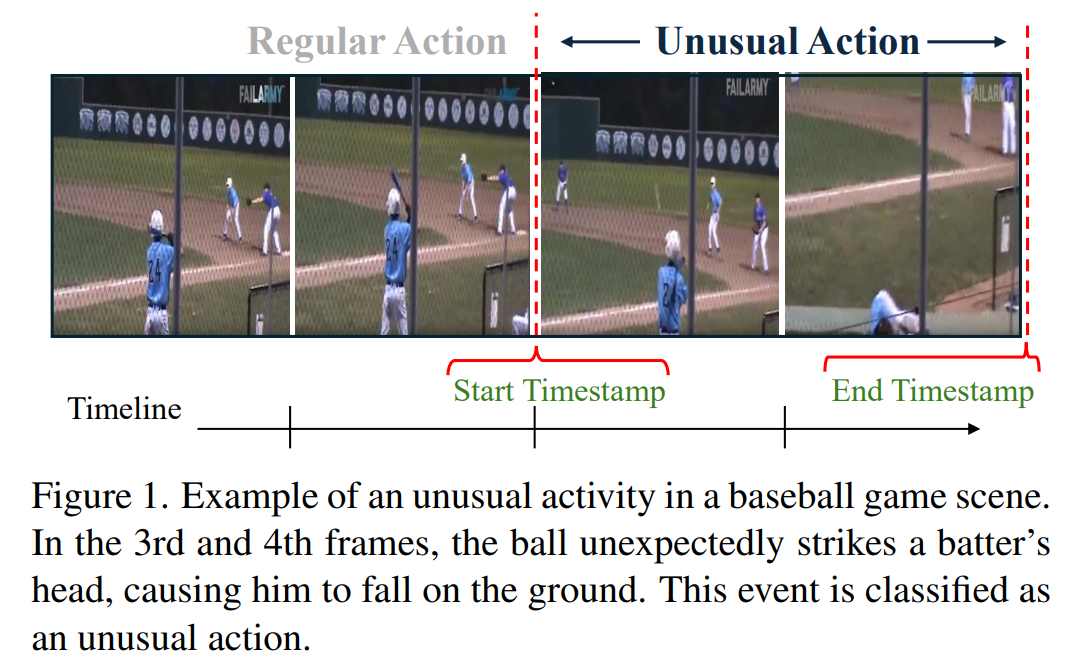 Regular Action
Unusual Action
FAILARMY
FAILARMY
FAILARMY
24
24
Start Timestamp
End Timestamp
Timeline
Figure 1. Example of an unusual activity in a baseball game scene.
In the 3rd and 4th frames, the ball unexpectedly strikes a batter’s
head, causing him to fall on the ground. This event is classified as
an unusual action.